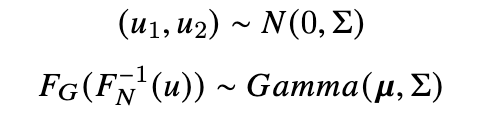 (u₁, u₂) ~ N(0, Σ)
F_G(F_N⁻¹(u)) ~ Gamma(μ, Σ)